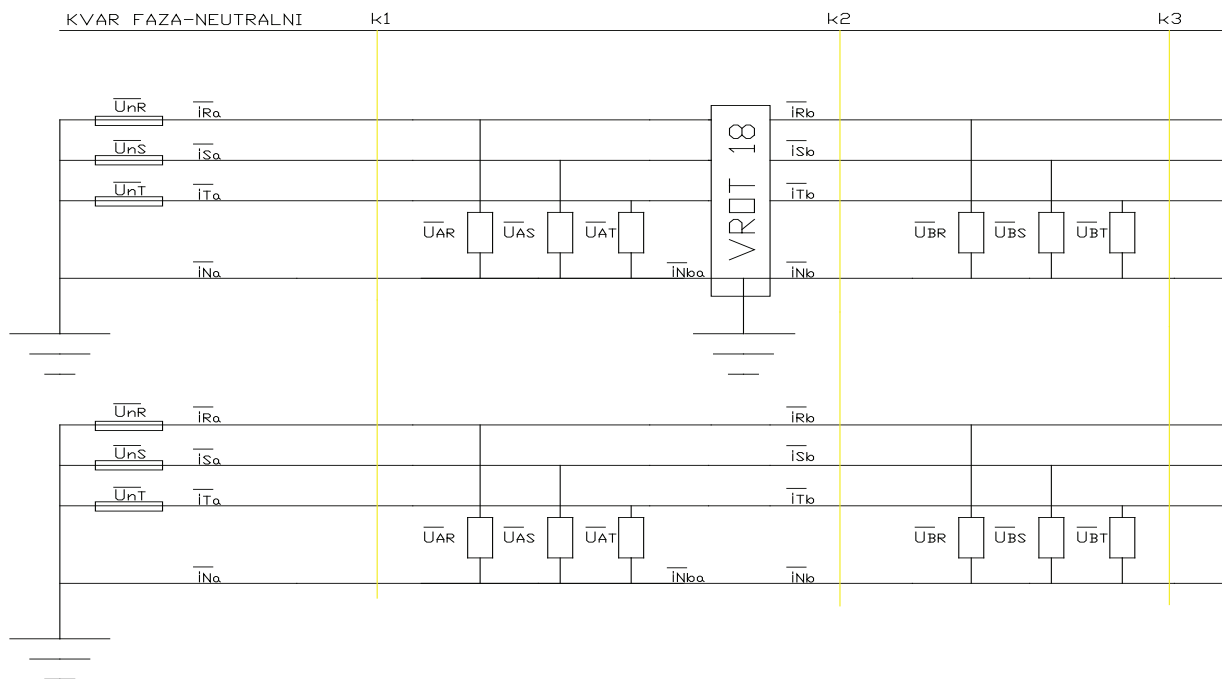 KVAR FAZA-NEUTRALNI k1 k2 k3
UnR iRa iRb
UnS iSa iSb
UnT iTa iTb
VROT 18
UAR UAS UAT UBR UBS UBT
iNa iNba iNb
UnR iRa iRb
UnS iSa iSb
UnT iTa iTb
UAR UAS UAT UBR UBS UBT
iNa iNba iNb